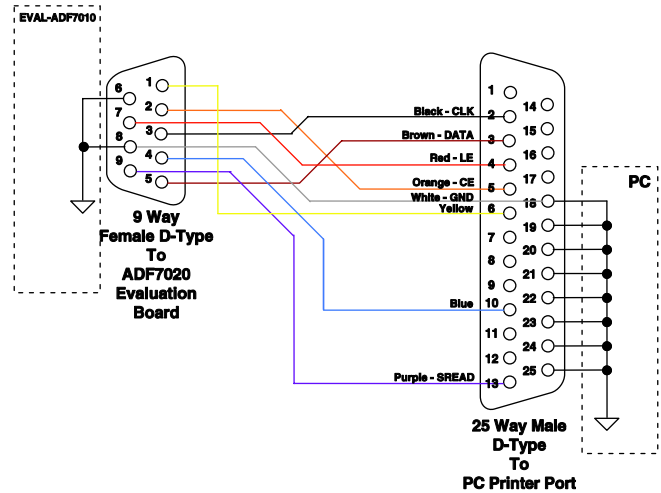 EVAL-ADF7010
6
7
8
9
1
2
3
4
5
9 Way
Female D-Type
To
ADF7020
Evaluation
Board
Black - CLK
Brown - DATA
Red - LE
Orange - CE
White - GND
Yellow
Blue
Purple - SREAD
1
2
3
4
5
6
7
8
9
10
11
12
13
14
15
16
17
18
19
20
21
22
23
24
25
PC
25 Way Male
D-Type
To
PC Printer Port